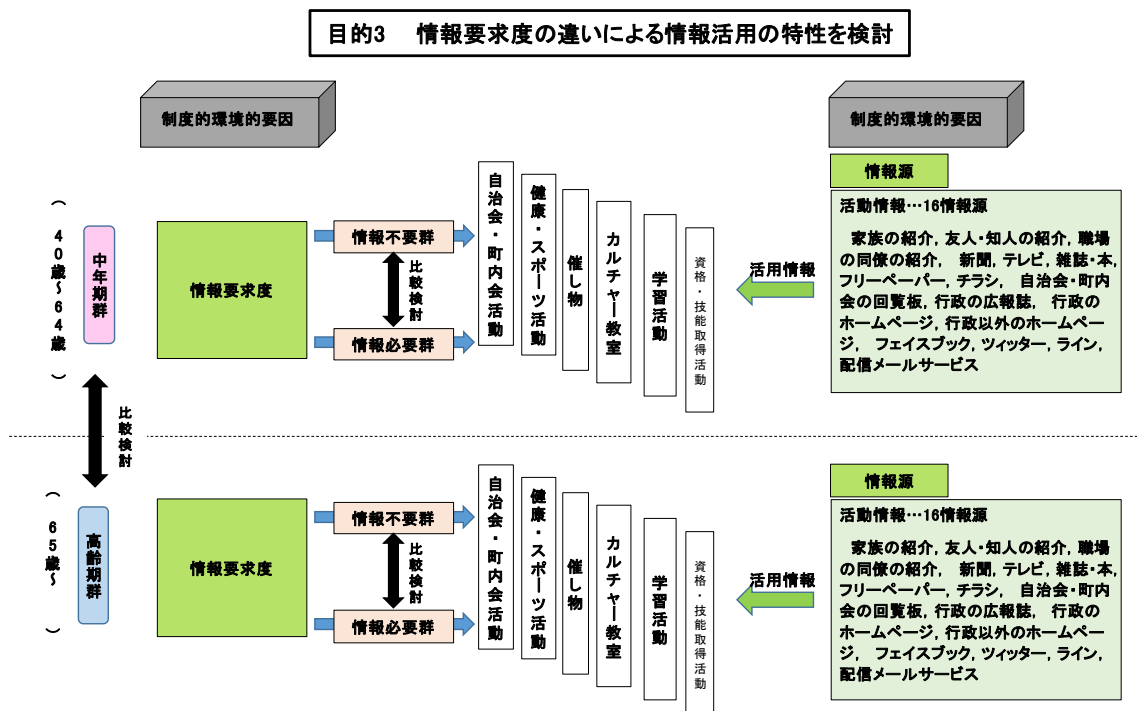 目的3　情報要求度の違いによる情報活用の特性を検討
制度的環境的要因
制度的環境的要因
（40歳～64歳）
中年期群
情報要求度
情報不要群
比較検討
情報必要群
自治会・町内会活動
健康・スポーツ活動
催し物
カルチャー教室
学習活動
資格・技能取得活動
活用情報
情報源
活動情報…16情報源
家族の紹介, 友人・知人の紹介, 職場
の同僚の紹介,　新聞, テレビ, 雑誌・本,
フリーペーパー, チラシ,　自治会・町内
会の回覧板, 行政の広報誌,　行政の
ホームページ, 行政以外のホームペー
ジ,　フェイスブック, ツィッター, ライン,
配信メールサービス
比較検討
（65歳～　）
高齢期群
情報要求度
情報不要群
比較検討
情報必要群
自治会・町内会活動
健康・スポーツ活動
催し物
カルチャー教室
学習活動
資格・技能取得活動
活用情報
情報源
活動情報…16情報源
家族の紹介, 友人・知人の紹介, 職場
の同僚の紹介,　新聞, テレビ, 雑誌・本,
フリーペーパー, チラシ,　自治会・町内
会の回覧板, 行政の広報誌,　行政の
ホームページ, 行政以外のホームペー
ジ,　フェイスブック, ツィッター, ライン,
配信メールサービス